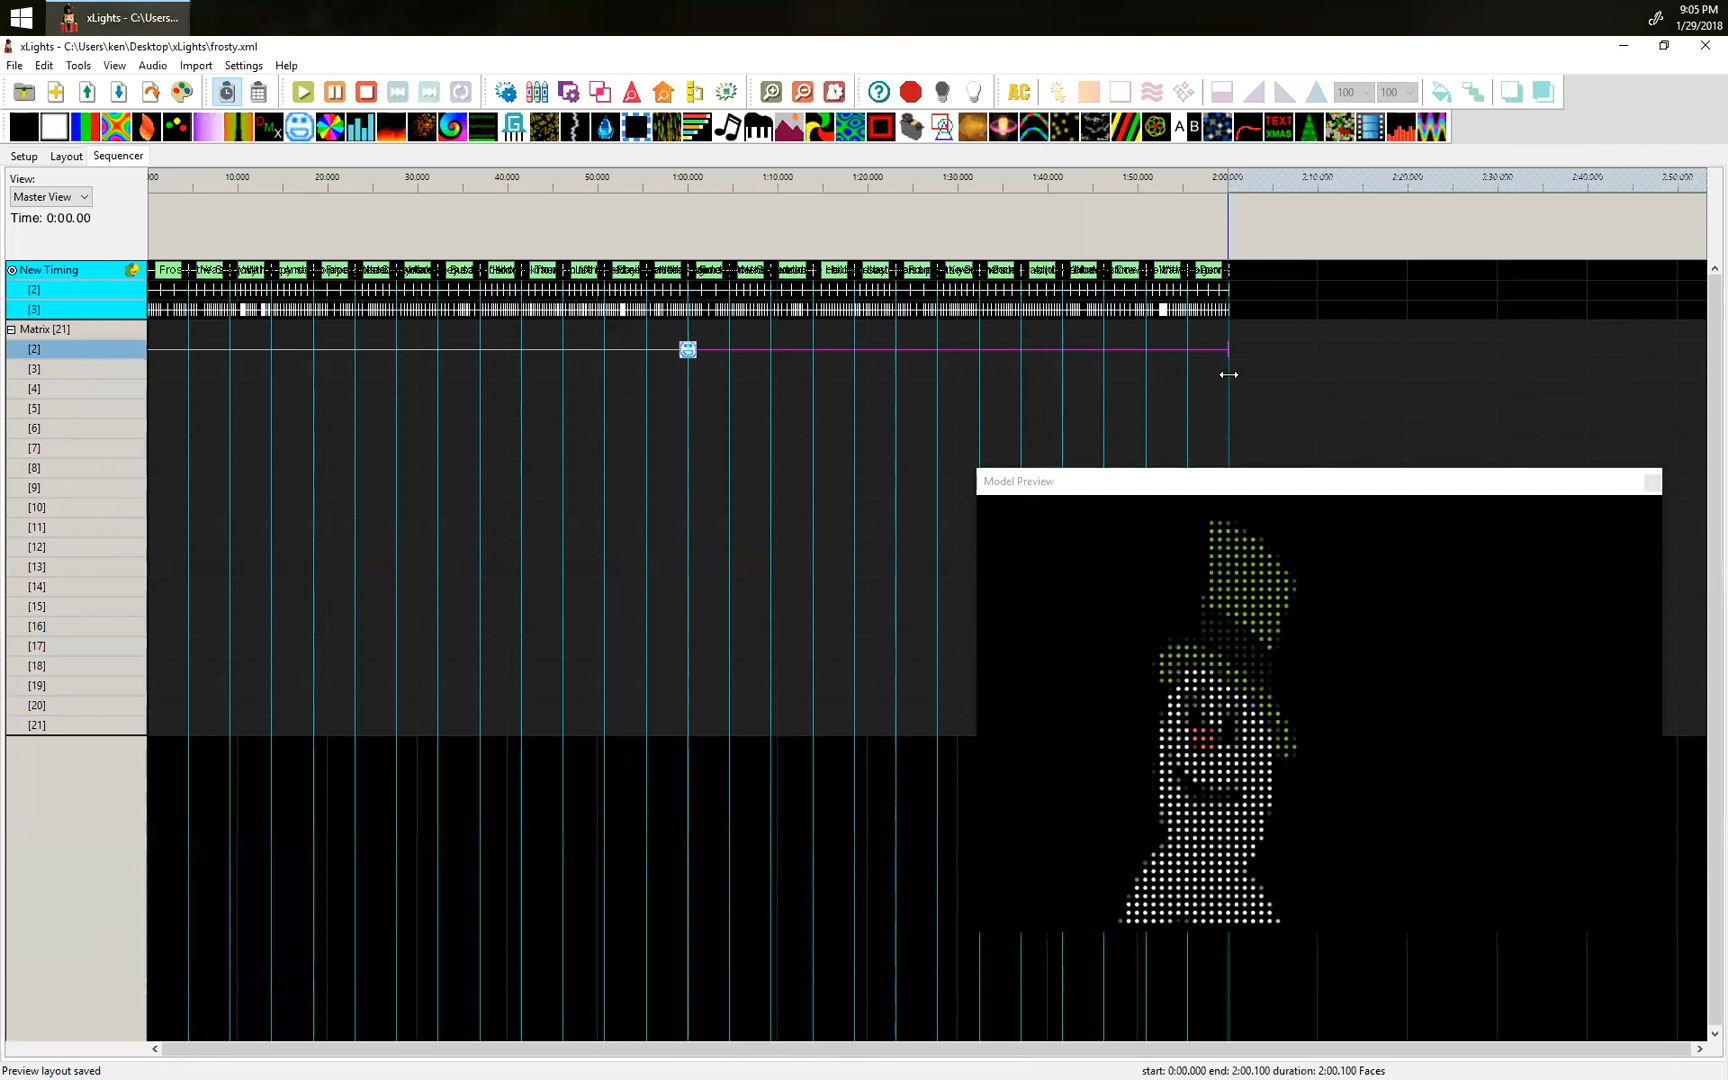 xLights - C:\Users...
9:05 PM
1/29/2018
xLights - C:\Users\ken\Desktop\xLights\frosty.xml
File Edit Tools View Audio Import Settings Help
AC 100 100
TEXT
XMAS
A B
Setup Layout Sequencer
View:
Master View
Time: 0:00.00
10.000 20.000 30.000 40.000 50.000 1:00.000 1:10.000 1:20.000 1:30.000 1:40.000 1:50.000 2:00.000 2:10.000 2:20.000 2:30.000 2:40.000 2:50.000
New Timing
[2]
[3]
Matrix [21]
[2]
[3]
[4]
[5]
[6]
[7]
[8]
[9]
[10]
[11]
[12]
[13]
[14]
[15]
[16]
[17]
[18]
[19]
[20]
[21]
Model Preview
Preview layout saved
start: 0:00.000 end: 2:00.100 duration: 2:00.100 Faces